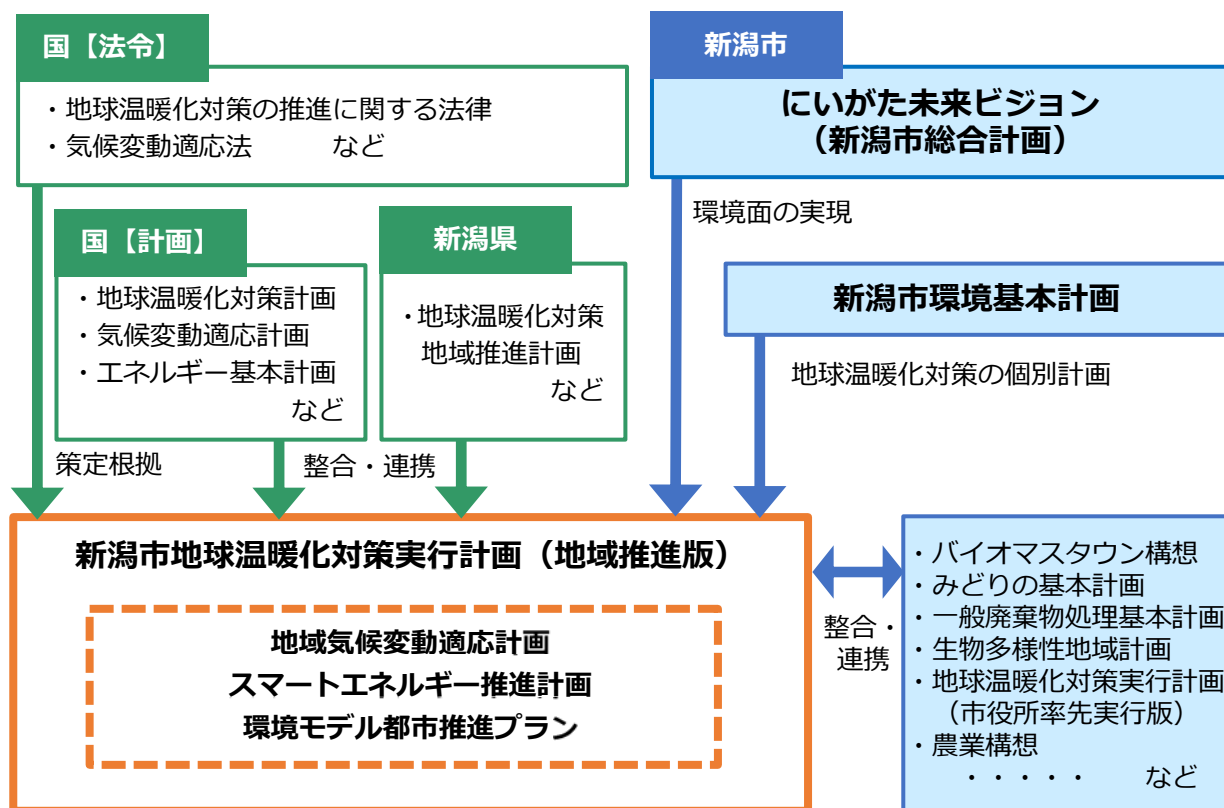 国【法令】
・地球温暖化対策の推進に関する法律
・気候変動適応法　　　など
新潟市
にいがた未来ビジョン
（新潟市総合計画）
環境面の実現
国【計画】
・地球温暖化対策計画
・気候変動適応計画
・エネルギー基本計画
など
新潟県
・地球温暖化対策
地域推進計画
など
新潟市環境基本計画
地球温暖化対策の個別計画
策定根拠
整合・連携
新潟市地球温暖化対策実行計画（地域推進版）
地域気候変動適応計画
スマートエネルギー推進計画
環境モデル都市推進プラン
整合・
連携
・バイオマスタウン構想
・みどりの基本計画
・一般廃棄物処理基本計画
・生物多様性地域計画
・地球温暖化対策実行計画
（市役所率先実行版）
・農業構想
・・・・・　　など